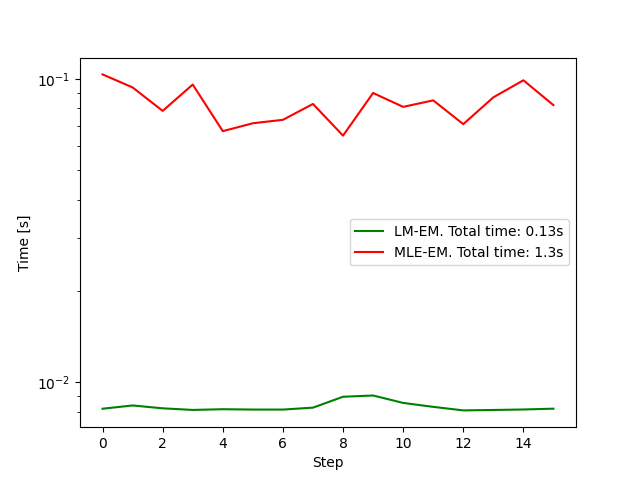 10⁻¹
Time [s]
LM-EM. Total time: 0.13s
MLE-EM. Total time: 1.3s
10⁻²
0 2 4 6 8 10 12 14
Step